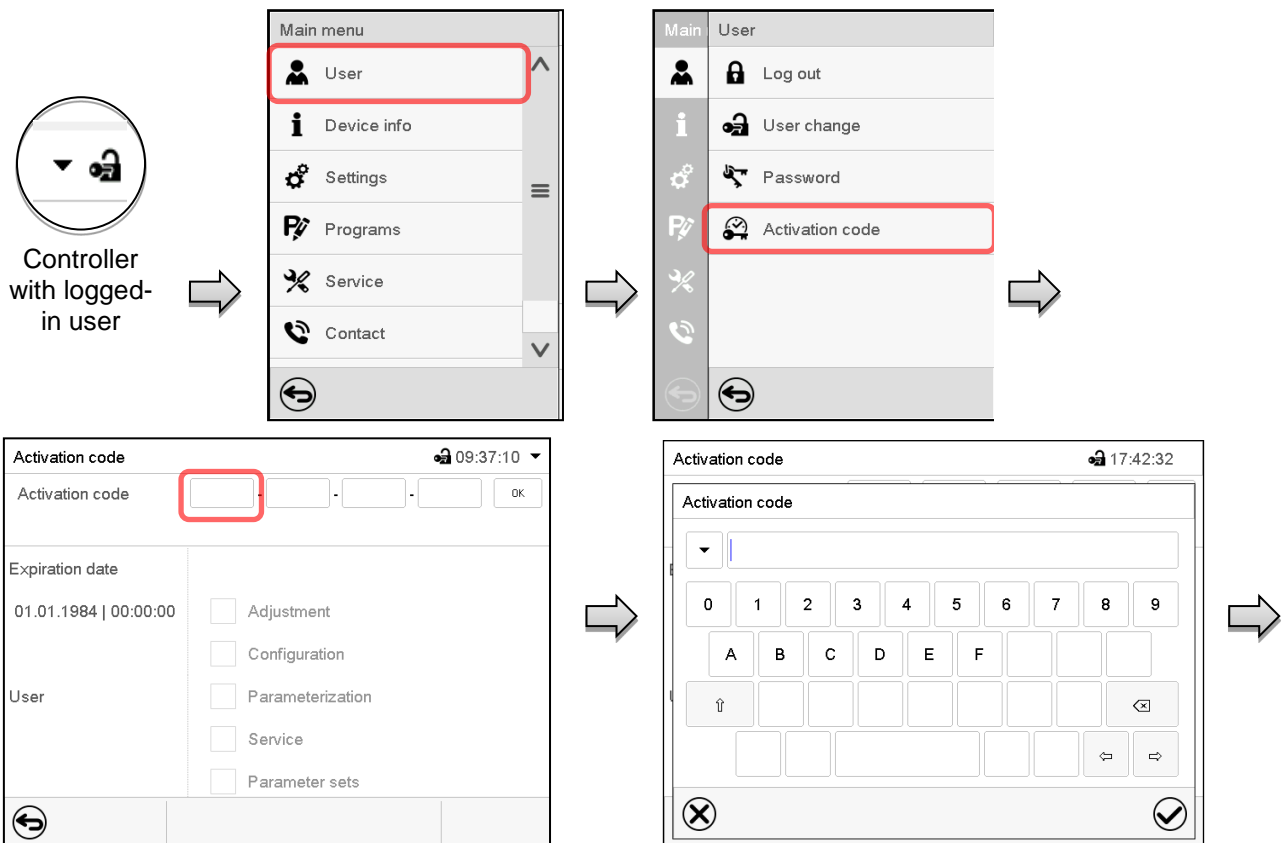 Controller
with logged-
in user
Main menu
User
Device info
Settings
Programs
Service
Contact
Main
User
Log out
User change
Password
Activation code
Activation code
09:37:10
Activation code
- - -
OK
Expiration date
01.01.1984 | 00:00:00
Adjustment
Configuration
User
Parameterization
Service
Parameter sets
Activation code
17:42:32
Activation code
0 1 2 3 4 5 6 7 8 9
A B C D E F